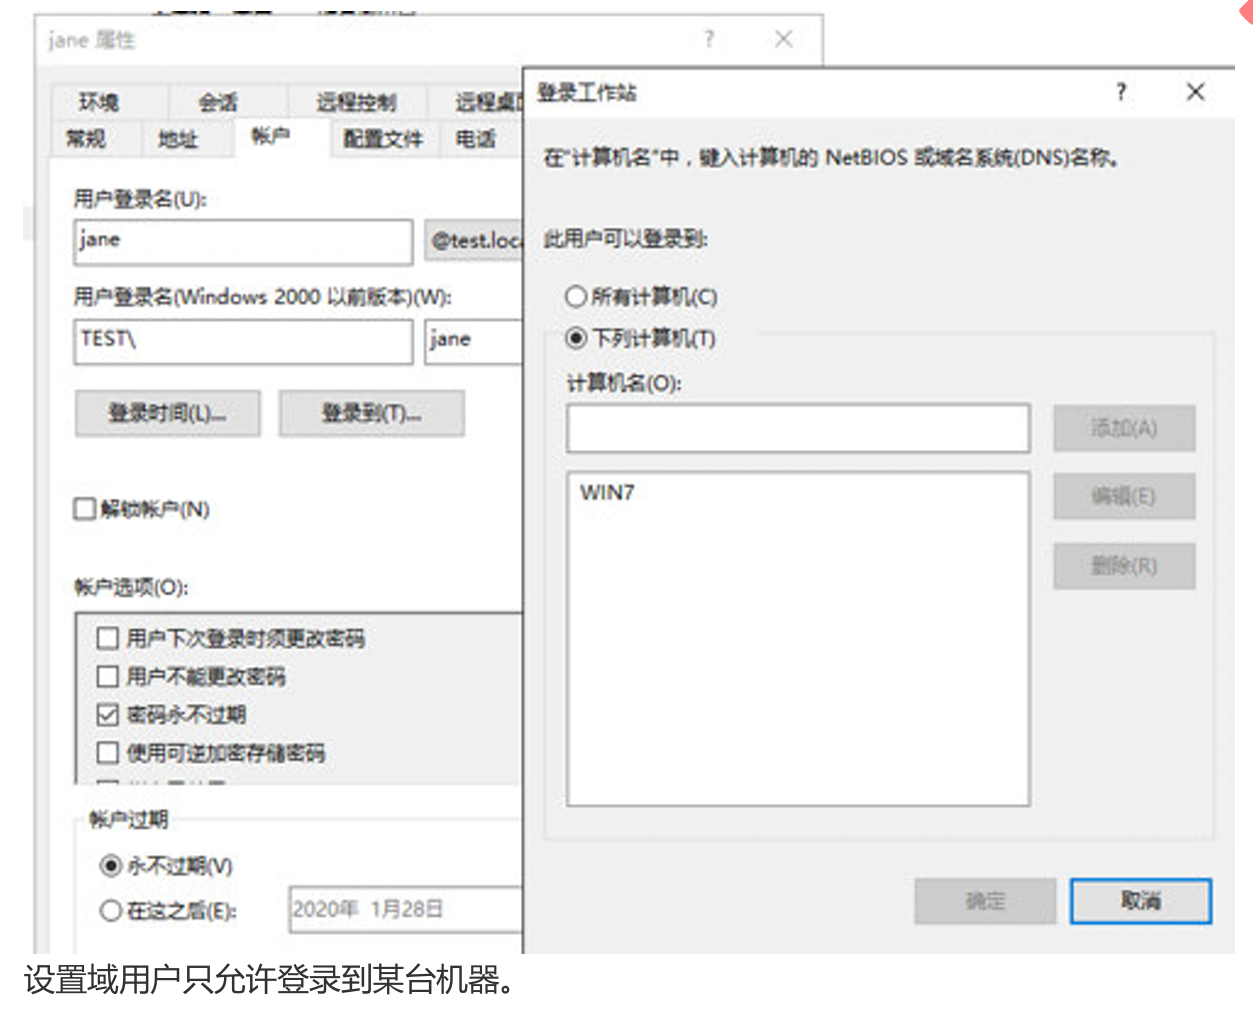 jane 属性
环境 会话 远程控制
常规 地址 帐户 配置文件 电话
用户登录名(U):
jane
用户登录名(Windows 2000 以前版本)(W):
TEST\ jane
登录时间(L)... 登录到(T)...
解锁帐户(N)
帐户选项(O):
用户下次登录时须更改密码
用户不能更改密码
密码永不过期
使用可逆加密存储密码
帐户过期
永不过期(V)
在这之后(E): 2020年 1月28日
登录工作站 ?
在"计算机名"中，键入计算机的 NetBIOS 或域名系统(DNS)名称。
此用户可以登录到:
所有计算机(C)
下列计算机(T)
计算机名(O):
添加(A)
WIN7
编辑(E)
删除(R)
确定 取消
设置域用户只允许登录到某台机器。